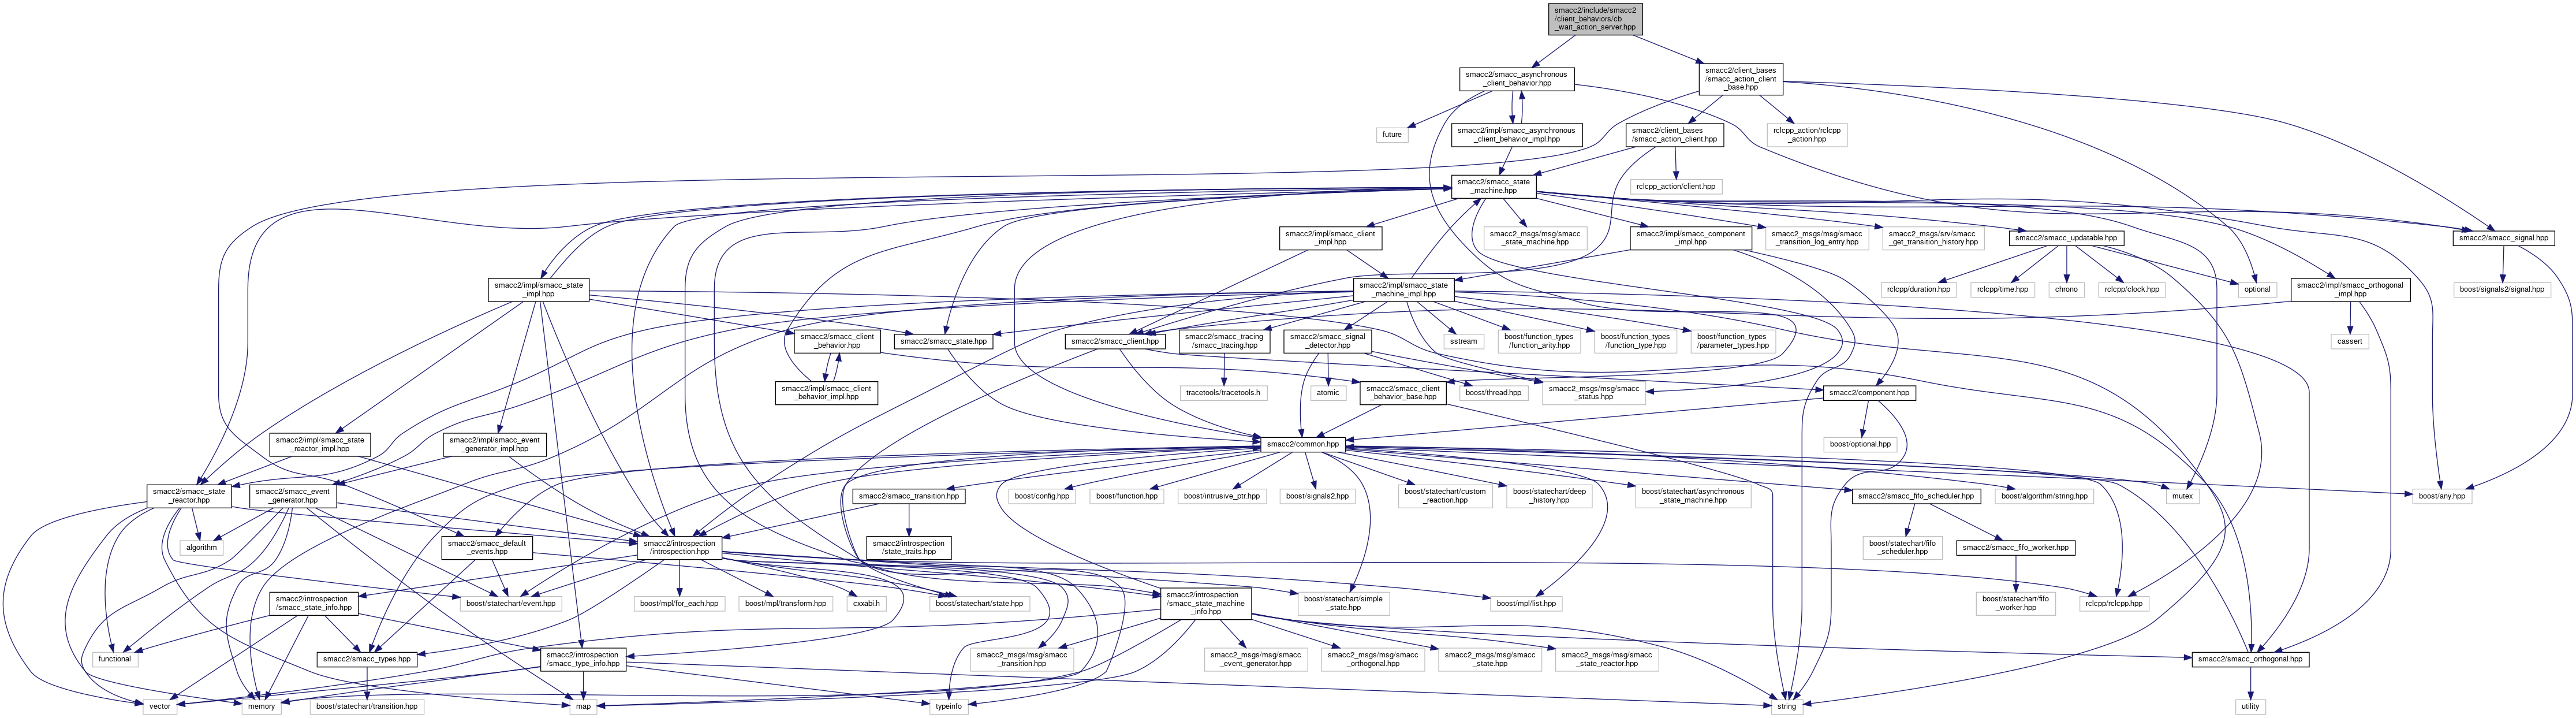 smacc2/include/smacc2
/client_behaviors/cb
_wait_action_server.hpp
smacc2/smacc_asynchronous
_client_behavior.hpp
smacc2/client_bases
/smacc_action_client
_base.hpp
future
smacc2/impl/smacc_asynchronous
_client_behavior_impl.hpp
smacc2/client_bases
/smacc_action_client.hpp
rclcpp_action/rclcpp
_action.hpp
smacc2/smacc_state
_machine.hpp
rclcpp_action/client.hpp
smacc2/impl/smacc_client
_impl.hpp
smacc2_msgs/msg/smacc
_state_machine.hpp
smacc2/impl/smacc_component
_impl.hpp
smacc2_msgs/msg/smacc
_transition_log_entry.hpp
smacc2_msgs/srv/smacc
_get_transition_history.hpp
smacc2/smacc_updatable.hpp
smacc2/smacc_signal.hpp
smacc2/impl/smacc_state
_impl.hpp
smacc2/impl/smacc_state
_machine_impl.hpp
rclcpp/duration.hpp
rclcpp/time.hpp
chrono
rclcpp/clock.hpp
optional
smacc2/impl/smacc_orthogonal
_impl.hpp
boost/signals2/signal.hpp
smacc2/smacc_client
_behavior.hpp
smacc2/smacc_state.hpp
smacc2/smacc_client.hpp
smacc2/smacc_tracing
/smacc_tracing.hpp
smacc2/smacc_signal
_detector.hpp
sstream
boost/function_types
/function_arity.hpp
boost/function_types
/function_type.hpp
boost/function_types
/parameter_types.hpp
cassert
smacc2/impl/smacc_client
_behavior_impl.hpp
tracetools/tracetools.h
atomic
smacc2/smacc_client
_behavior_base.hpp
boost/thread.hpp
smacc2_msgs/msg/smacc
_status.hpp
smacc2/component.hpp
smacc2/impl/smacc_state
_reactor_impl.hpp
smacc2/impl/smacc_event
_generator_impl.hpp
smacc2/common.hpp
boost/optional.hpp
smacc2/smacc_state
_reactor.hpp
smacc2/smacc_event
_generator.hpp
smacc2/smacc_transition.hpp
boost/config.hpp
boost/function.hpp
boost/intrusive_ptr.hpp
boost/signals2.hpp
boost/statechart/custom
_reaction.hpp
boost/statechart/deep
_history.hpp
boost/statechart/asynchronous
_state_machine.hpp
smacc2/smacc_fifo_scheduler.hpp
boost/algorithm/string.hpp
mutex
boost/any.hpp
algorithm
smacc2/smacc_default
_events.hpp
smacc2/introspection
/introspection.hpp
smacc2/introspection
/state_traits.hpp
boost/statechart/fifo
_scheduler.hpp
smacc2/smacc_fifo_worker.hpp
smacc2/introspection
/smacc_state_info.hpp
boost/statechart/event.hpp
boost/mpl/for_each.hpp
boost/mpl/transform.hpp
cxxabi.h
boost/statechart/state.hpp
smacc2/introspection
/smacc_state_machine
_info.hpp
boost/statechart/simple
_state.hpp
boost/mpl/list.hpp
boost/statechart/fifo
_worker.hpp
rclcpp/rclcpp.hpp
functional
smacc2/smacc_types.hpp
smacc2/introspection
/smacc_type_info.hpp
smacc2_msgs/msg/smacc
_transition.hpp
smacc2_msgs/msg/smacc
_event_generator.hpp
smacc2_msgs/msg/smacc
_orthogonal.hpp
smacc2_msgs/msg/smacc
_state.hpp
smacc2_msgs/msg/smacc
_state_reactor.hpp
smacc2/smacc_orthogonal.hpp
vector
memory
boost/statechart/transition.hpp
map
typeinfo
string
utility